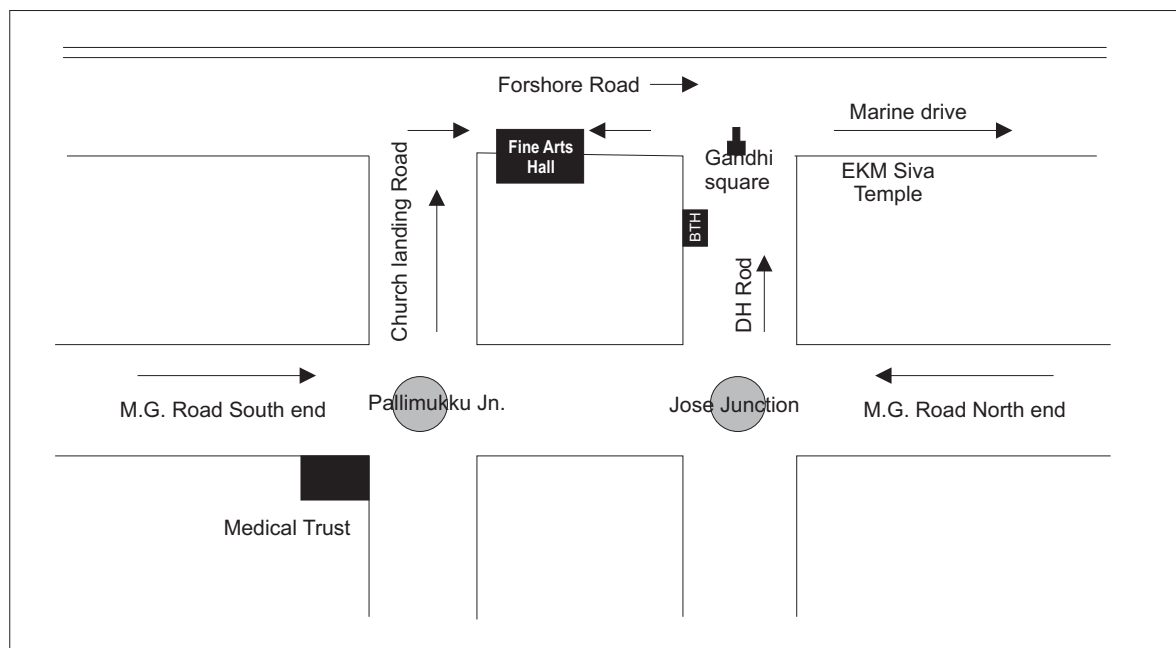 Forshore Road
Marine drive
Fine Arts
Hall
Gandhi
square
EKM Siva
Temple
Church landing Road
BTH
DH Rod
M.G. Road South end
Pallimukku Jn.
Jose Junction
M.G. Road North end
Medical Trust